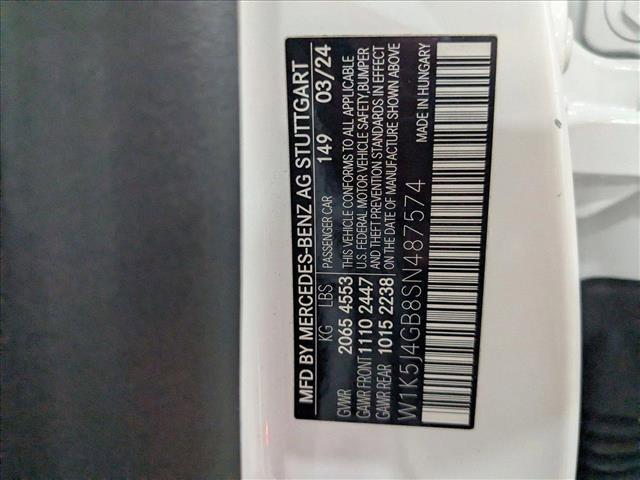 MFD BY MERCEDES-BENZ AG STUTTGART
KG LBS PASSENGER CAR 149 03/24
GVWR 2065 4553 THIS VEHICLE CONFORMS TO ALL APPLICABLE
GAWR FRONT 1110 2447 U.S. FEDERAL MOTOR VEHICLE SAFETY,BUMPER
GAWR REAR 1015 2238 AND THEFT PREVENTION STANDARDS IN EFFECT
ON THE DATE OF MANUFACTURE SHOWN ABOVE
W1K5J4GB8SN487574 MADE IN HUNGARY